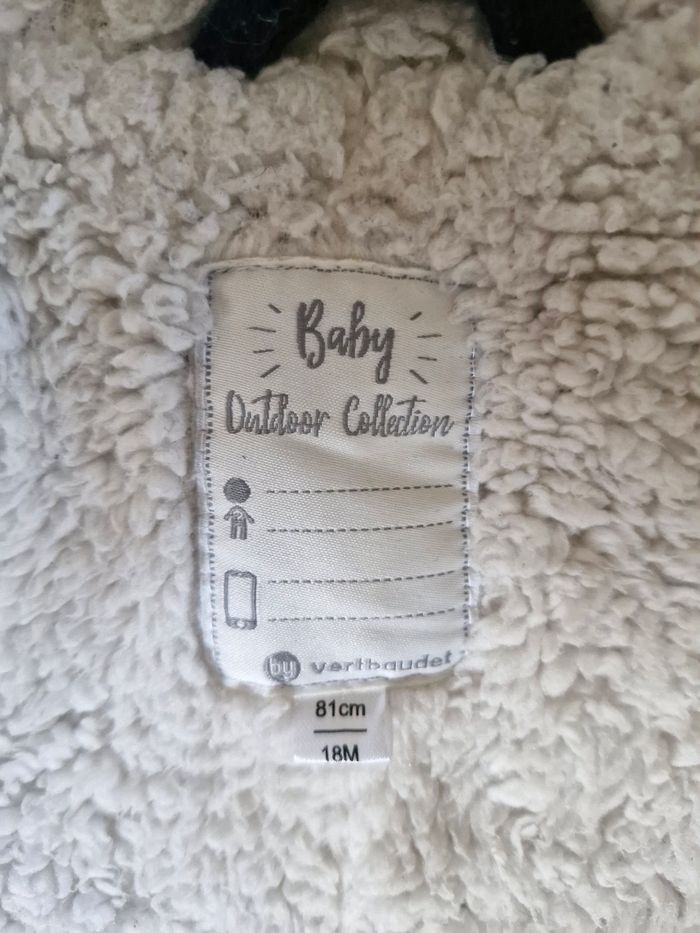 Baby
Outdoor Collection
by vertbaudet
81cm
18M